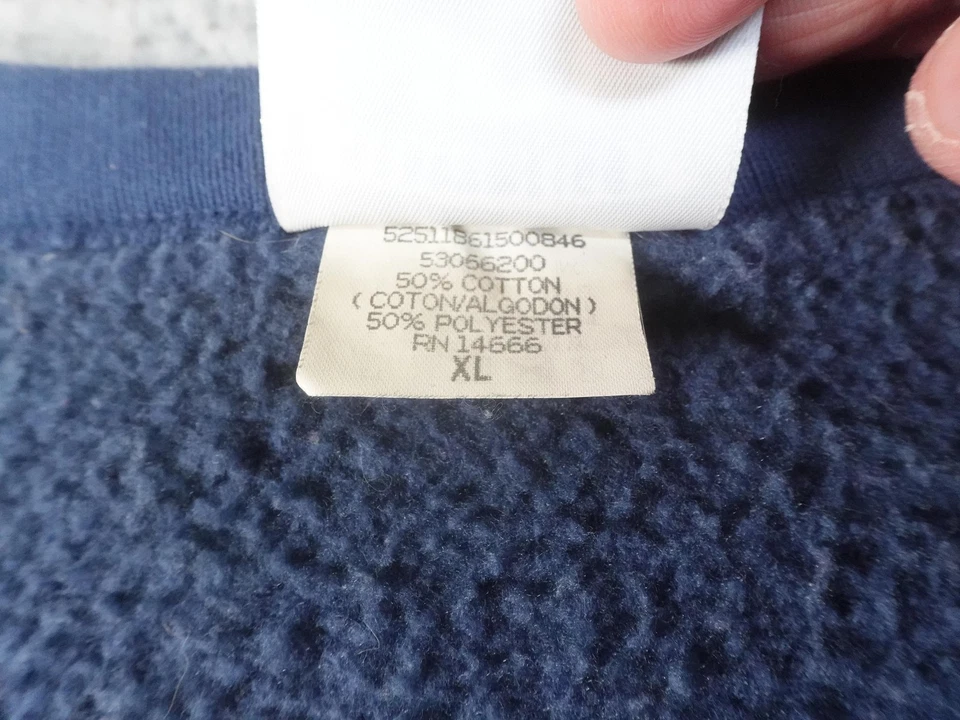 52511861500846
53066200
50% COTTON
(COTON/ALGODON)
50% POLYESTER
RN 14666
XL